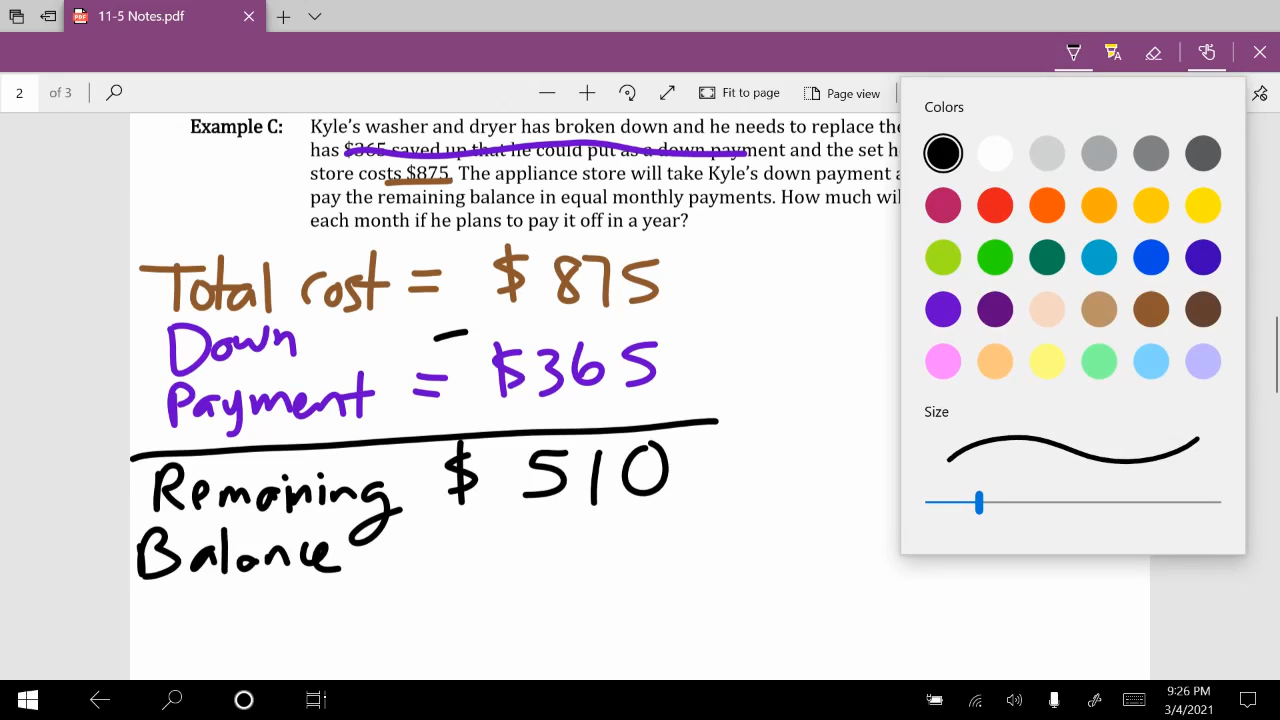 11-5 Notes.pdf
2 of 3 Fit to page Page view
Colors
Example C: Kyle's washer and dryer has broken down and he needs to replace the
has $365 saved up that he could put as a down payment and the set h
store costs $875. The appliance store will take Kyle's down payment a
pay the remaining balance in equal monthly payments. How much wil
each month if he plans to pay it off in a year?
Total cost = $ 875
Down
Payment = - $365
Remaining $ 510
Balance
Size
9:26 PM
3/4/2021